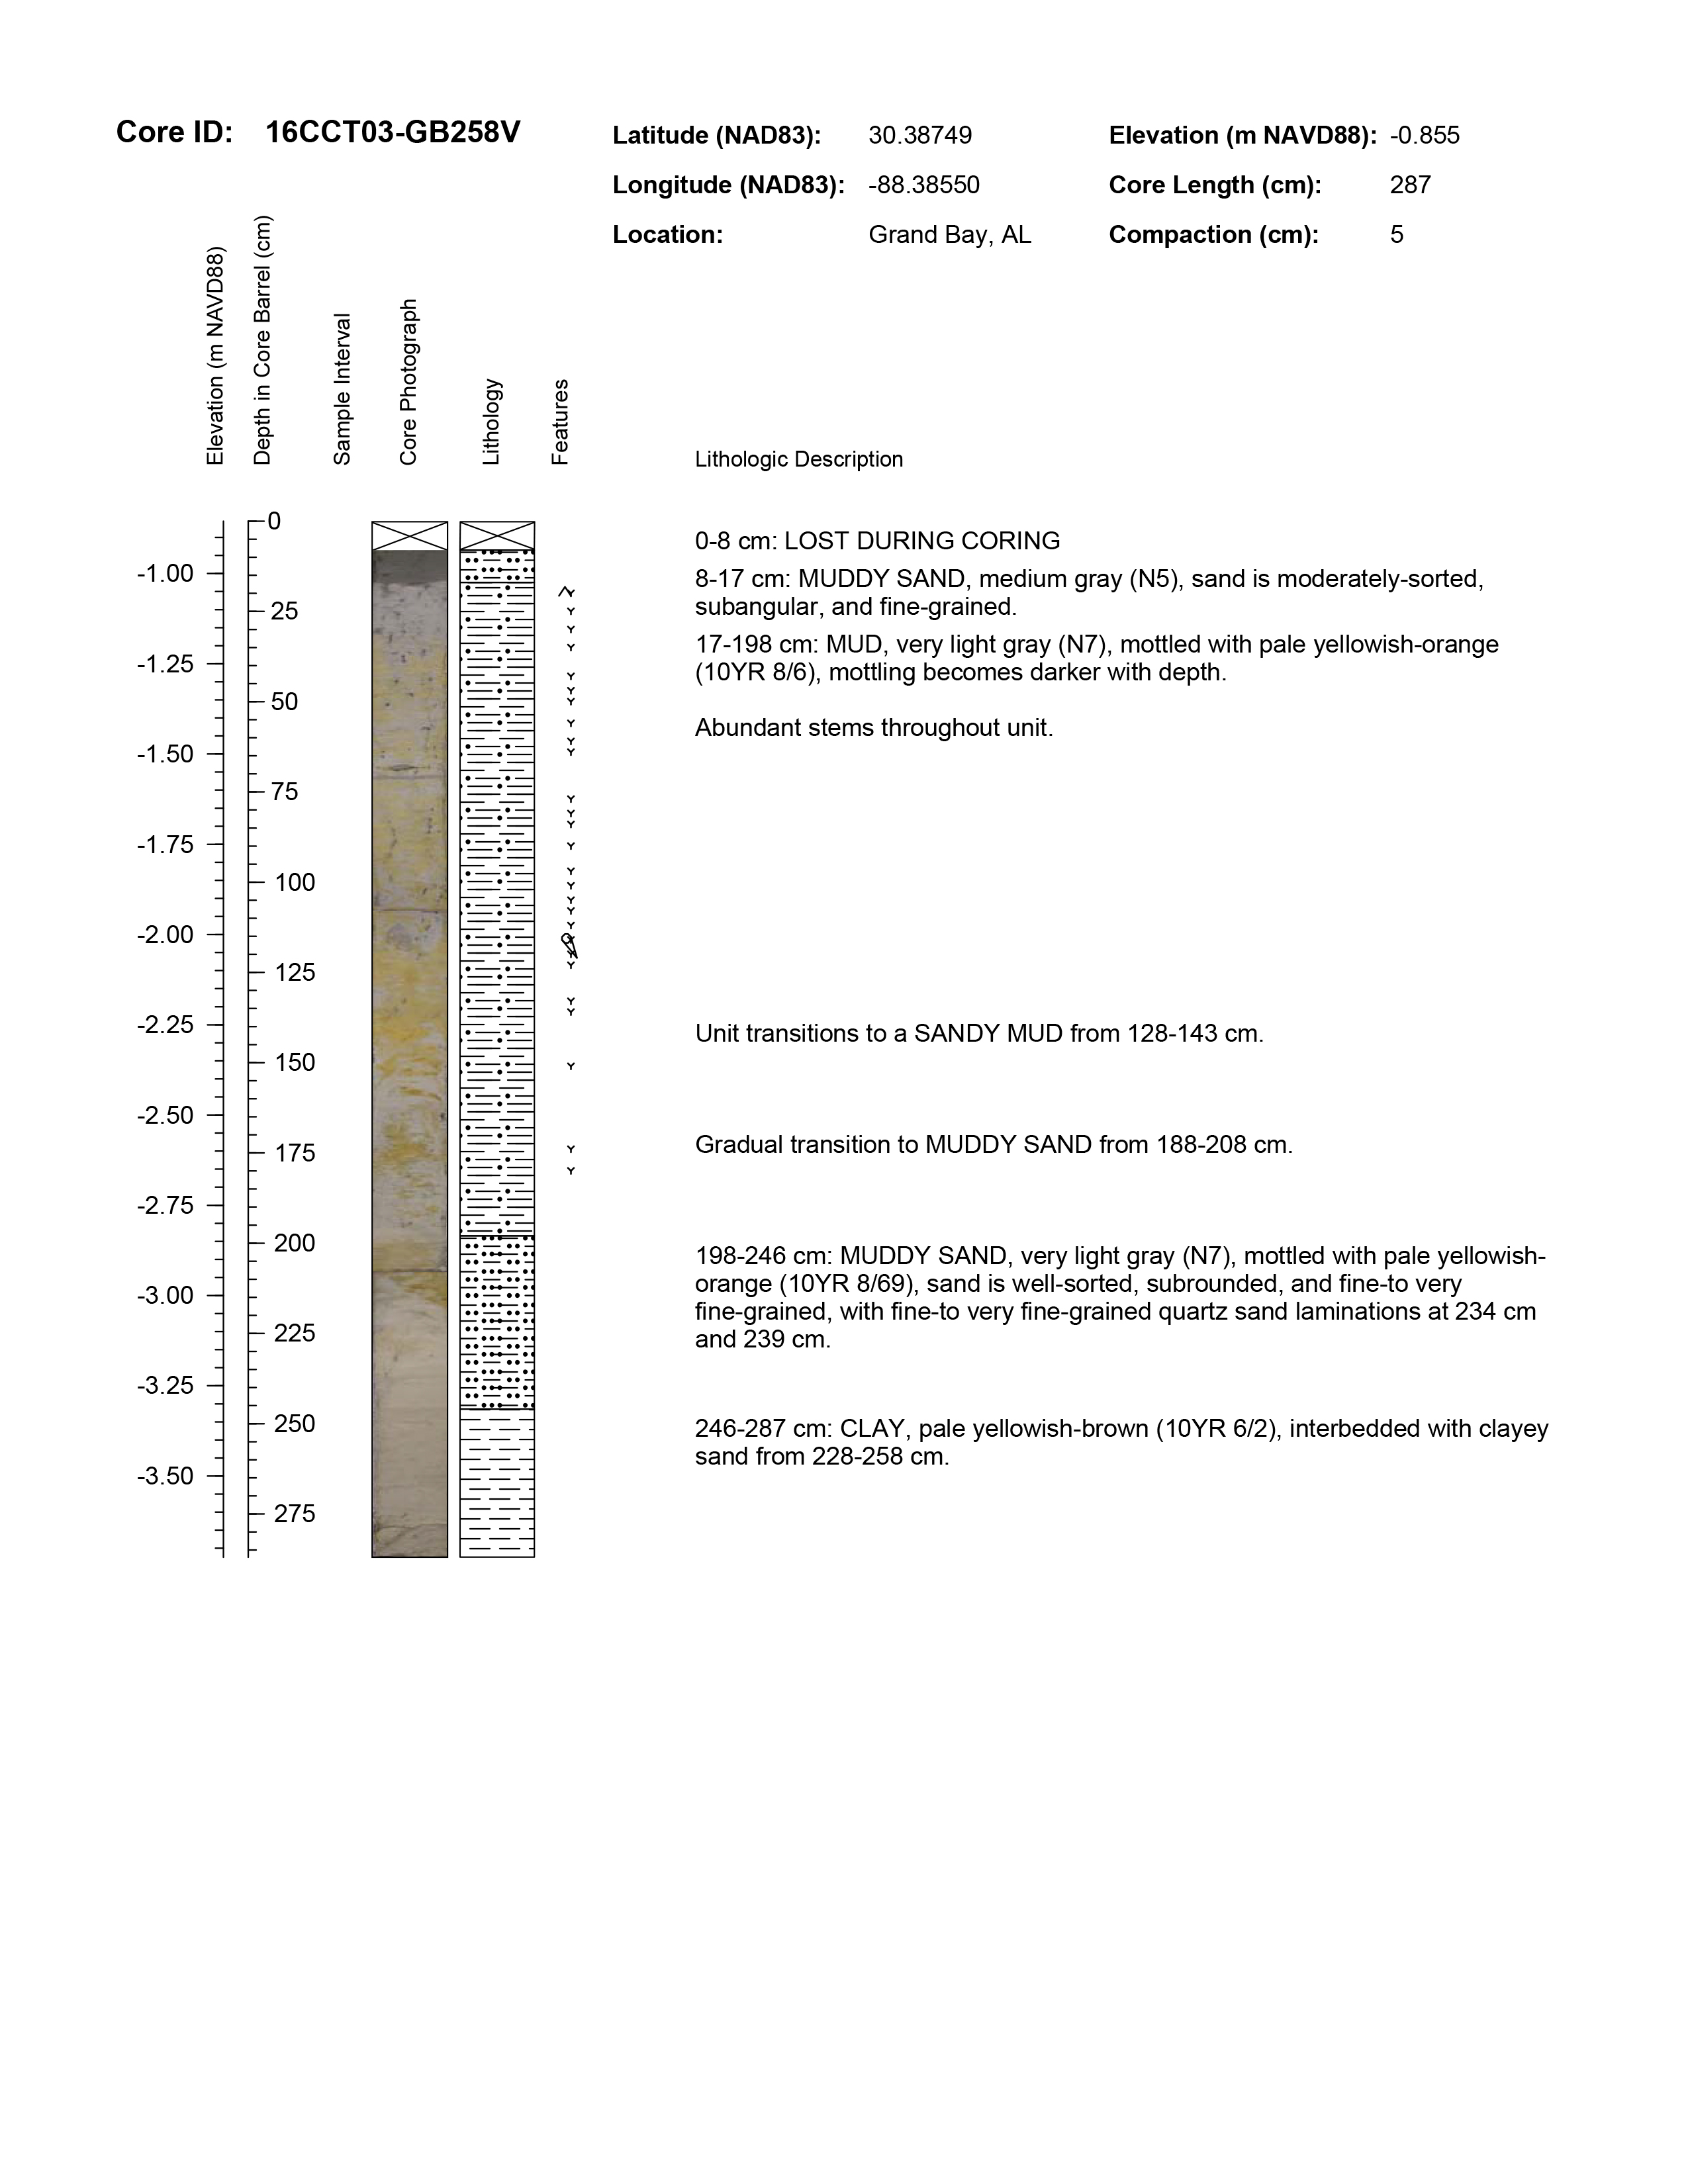 Core ID: 16CCT03-GB258V
Latitude (NAD83): 30.38749
Elevation (m NAVD88): -0.855
Longitude (NAD83): -88.38550
Core Length (cm): 287
Location: Grand Bay, AL
Compaction (cm): 5
Elevation (m NAVD88)
Depth in Core Barrel (cm)
Sample Interval
Core Photograph
Lithology
Features
Lithologic Description
-1.00
-1.25
-1.50
-1.75
-2.00
-2.25
-2.50
-2.75
-3.00
-3.25
-3.50
0
25
50
75
100
125
150
175
200
225
250
275
0-8 cm: LOST DURING CORING
8-17 cm: MUDDY SAND, medium gray (N5), sand is moderately-sorted,
subangular, and fine-grained.
17-198 cm: MUD, very light gray (N7), mottled with pale yellowish-orange
(10YR 8/6), mottling becomes darker with depth.
Abundant stems throughout unit.
Unit transitions to a SANDY MUD from 128-143 cm.
Gradual transition to MUDDY SAND from 188-208 cm.
198-246 cm: MUDDY SAND, very light gray (N7), mottled with pale yellowish-
orange (10YR 8/69), sand is well-sorted, subrounded, and fine-to very
fine-grained, with fine-to very fine-grained quartz sand laminations at 234 cm
and 239 cm.
246-287 cm: CLAY, pale yellowish-brown (10YR 6/2), interbedded with clayey
sand from 228-258 cm.